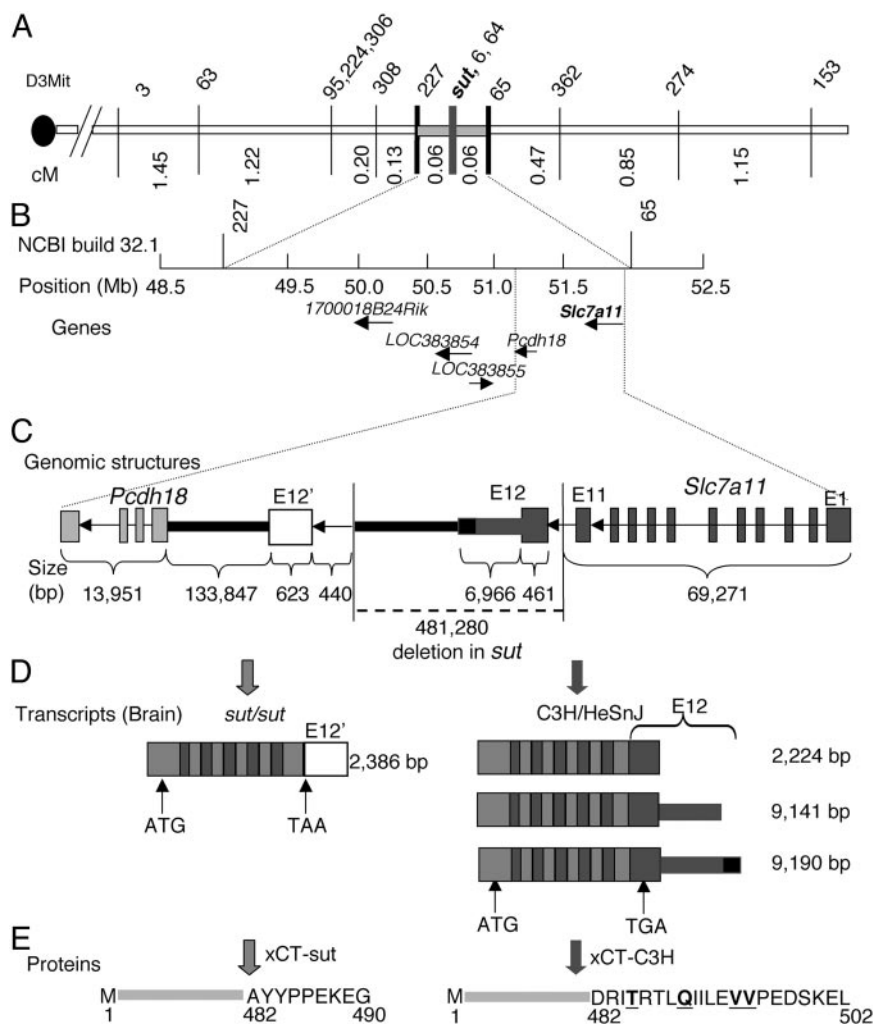 A
D3Mit
3
63
95,224,306
308
227
sut, 6, 64
65
362
274
153
cM
1.45
1.22
0.20
0.13
0.06
0.06
0.47
0.85
1.15
B
227
65
NCBI build 32.1
Position (Mb) 48.5 49.5 50.0 50.5 51.0 51.5 52.5
1700018B24Rik
Slc7a11
Genes
LOC383854
Pcdh18
LOC383855
C
Genomic structures
Pcdh18 E12' E12 E11 Slc7a11 E1
Size
(bp)
13,951 133,847 623 440 6,966 461 69,271
481,280
deletion in sut
D
E12
Transcripts (Brain) sut/sut C3H/HeSnJ
E12'
2,386 bp
2,224 bp
9,141 bp
9,190 bp
ATG TAA
ATG TGA
E
Proteins
xCT-sut xCT-C3H
M AYYPPEKEG M DRITRTLQIILEVVPEDSKEL
1 482 490 1 482 502